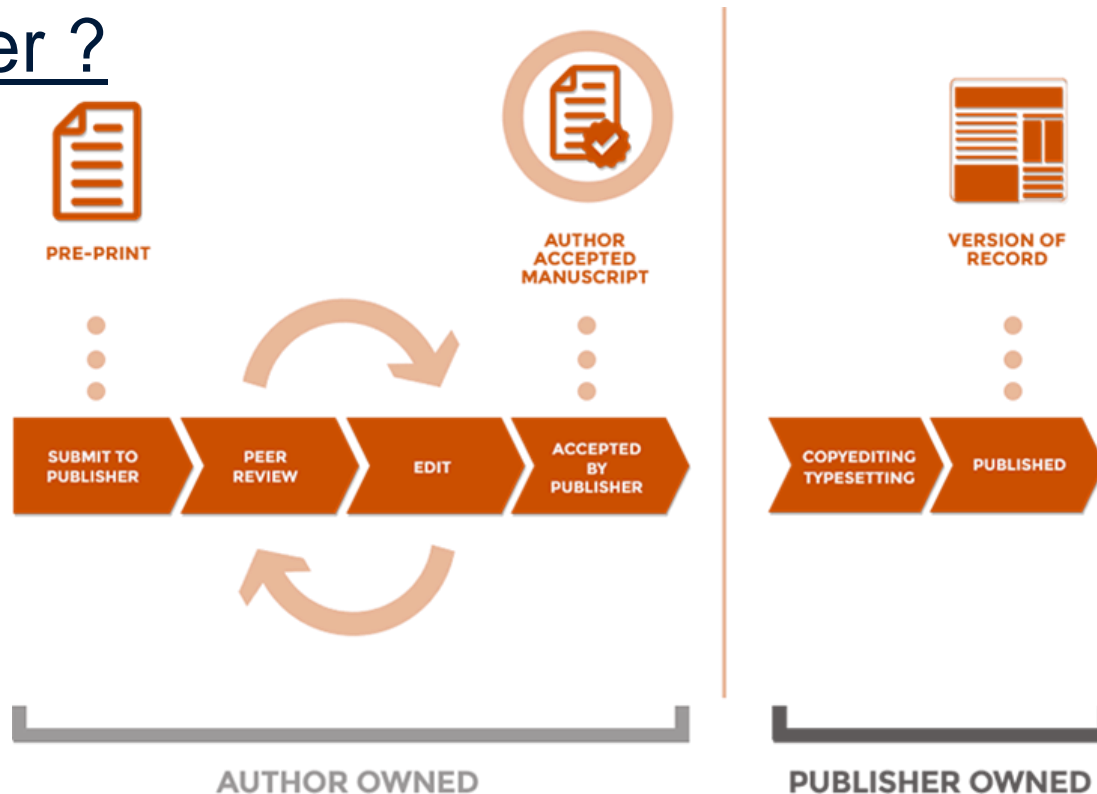 er ?
PRE-PRINT
AUTHOR
ACCEPTED
MANUSCRIPT
VERSION OF
RECORD
SUBMIT TO
PUBLISHER
PEER
REVIEW
EDIT
ACCEPTED
BY
PUBLISHER
COPYEDITING
TYPESETTING
PUBLISHED
AUTHOR OWNED
PUBLISHER OWNED